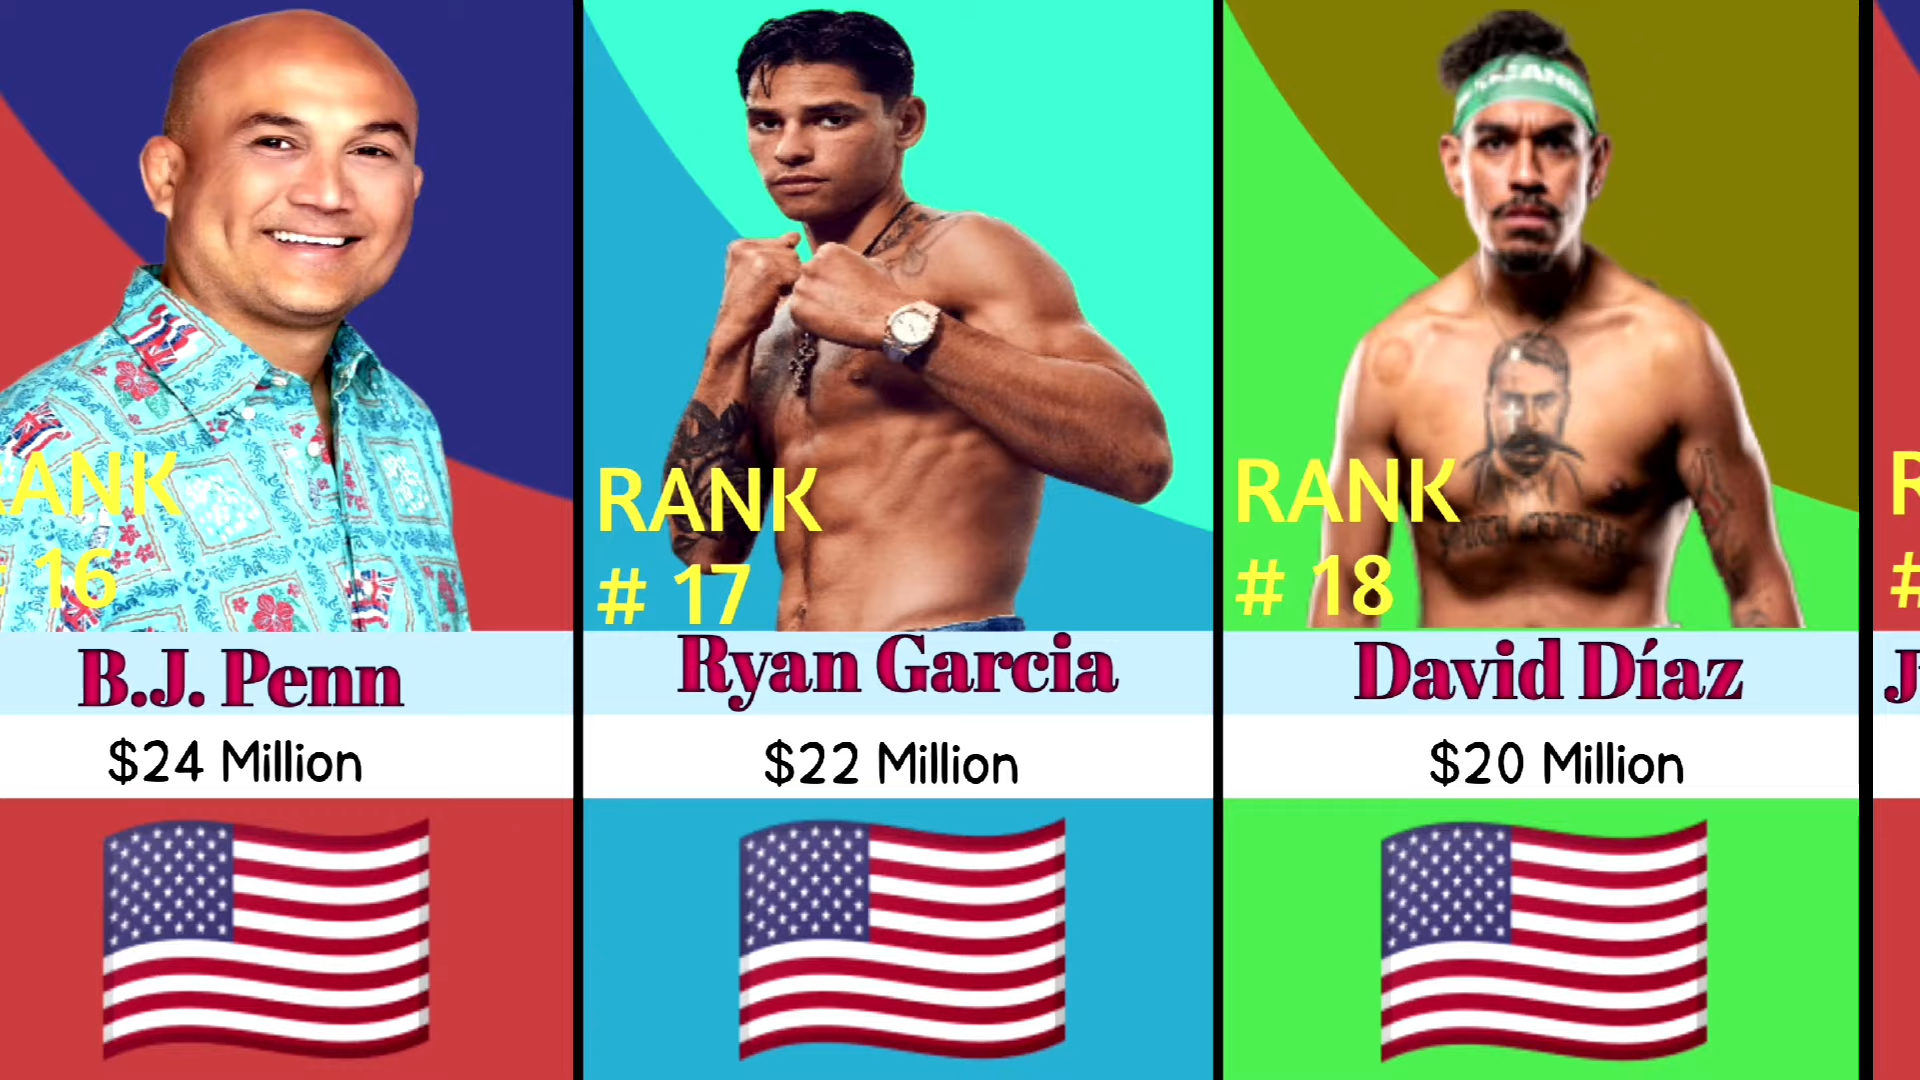 RANK
# 16
B.J. Penn
$24 Million
RANK
# 17
Ryan Garcia
$22 Million
RANK
# 18
David Díaz
$20 Million
R
#
J